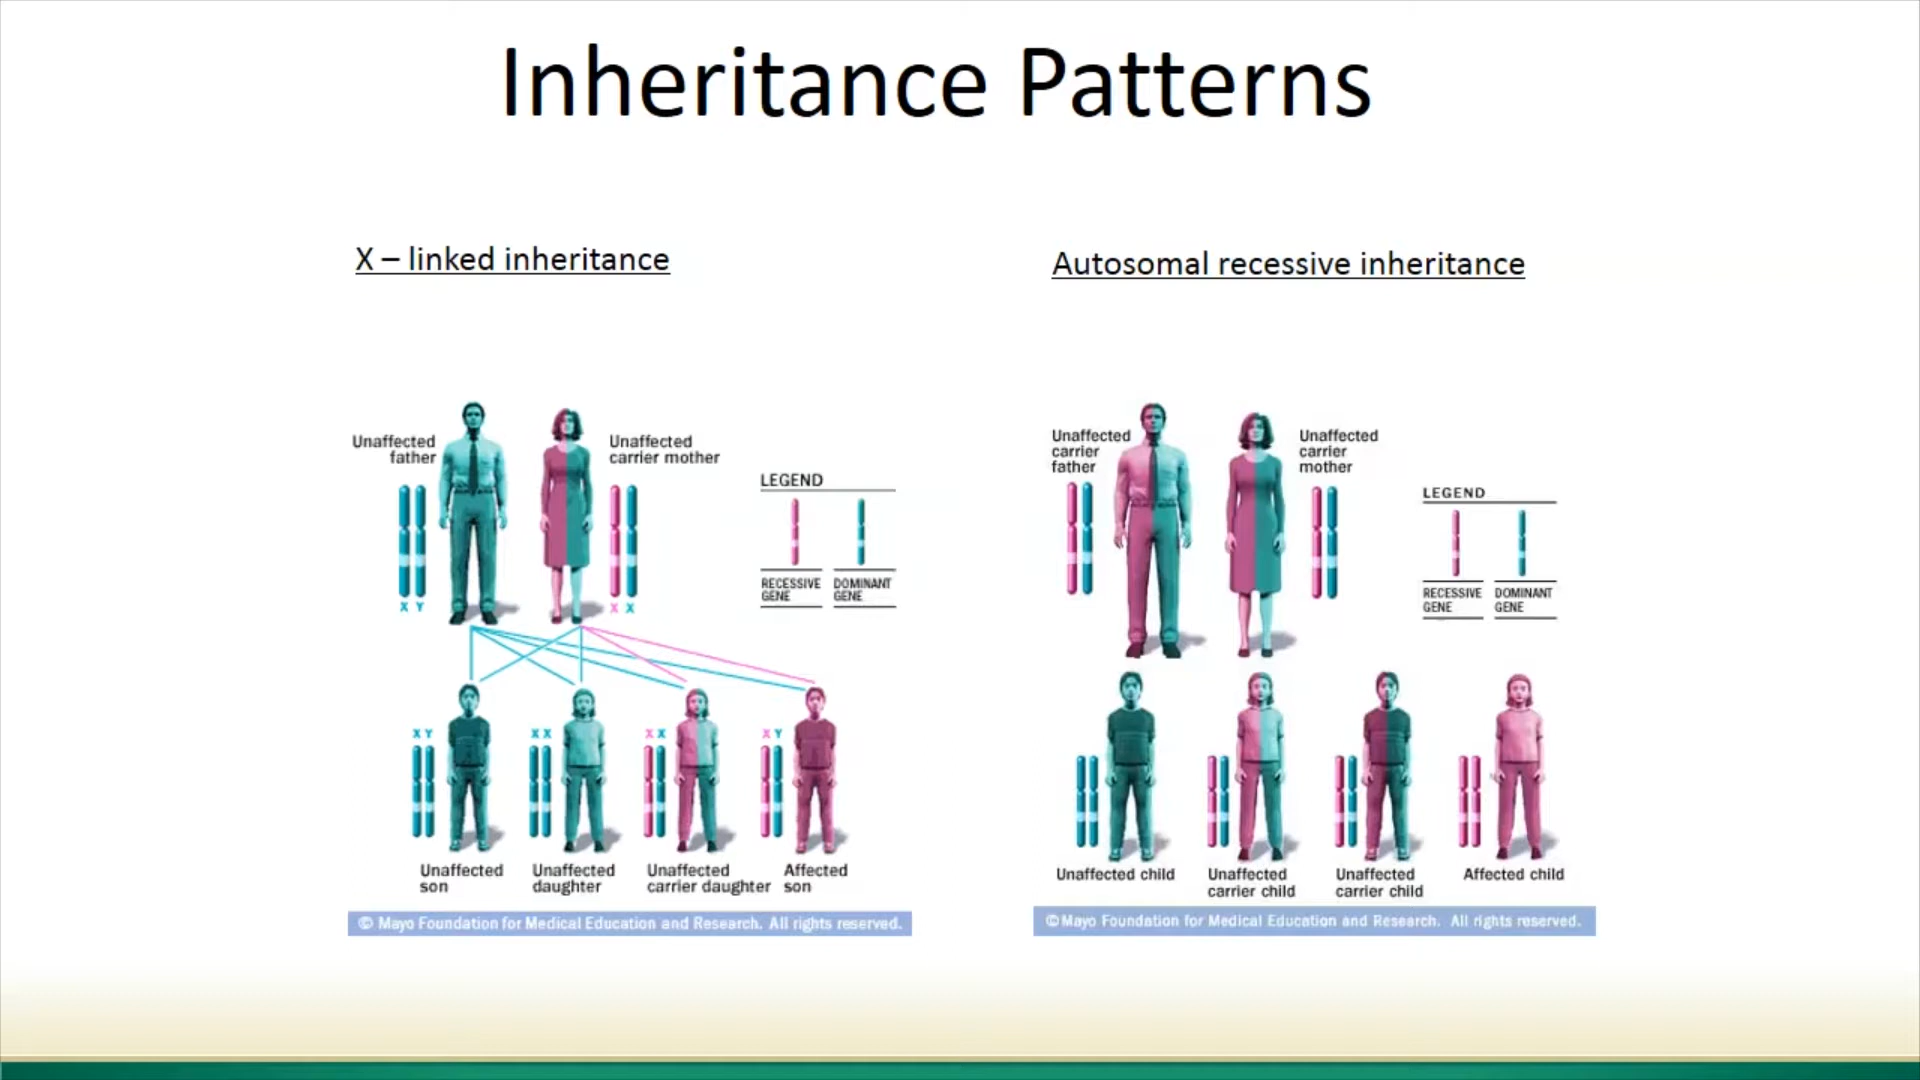 Inheritance Patterns
X – linked inheritance
Unaffected
father
Unaffected
carrier mother
LEGEND
RECESSIVE
GENE
DOMINANT
GENE
X Y
X X
X Y
X X
X X
X Y
Unaffected
son
Unaffected
daughter
Unaffected
carrier daughter
Affected
son
© Mayo Foundation for Medical Education and Research. All rights reserved.
Autosomal recessive inheritance
Unaffected
carrier
father
Unaffected
carrier
mother
LEGEND
RECESSIVE
GENE
DOMINANT
GENE
Unaffected child
Unaffected
carrier child
Unaffected
carrier child
Affected child
© Mayo Foundation for Medical Education and Research. All rights reserved.